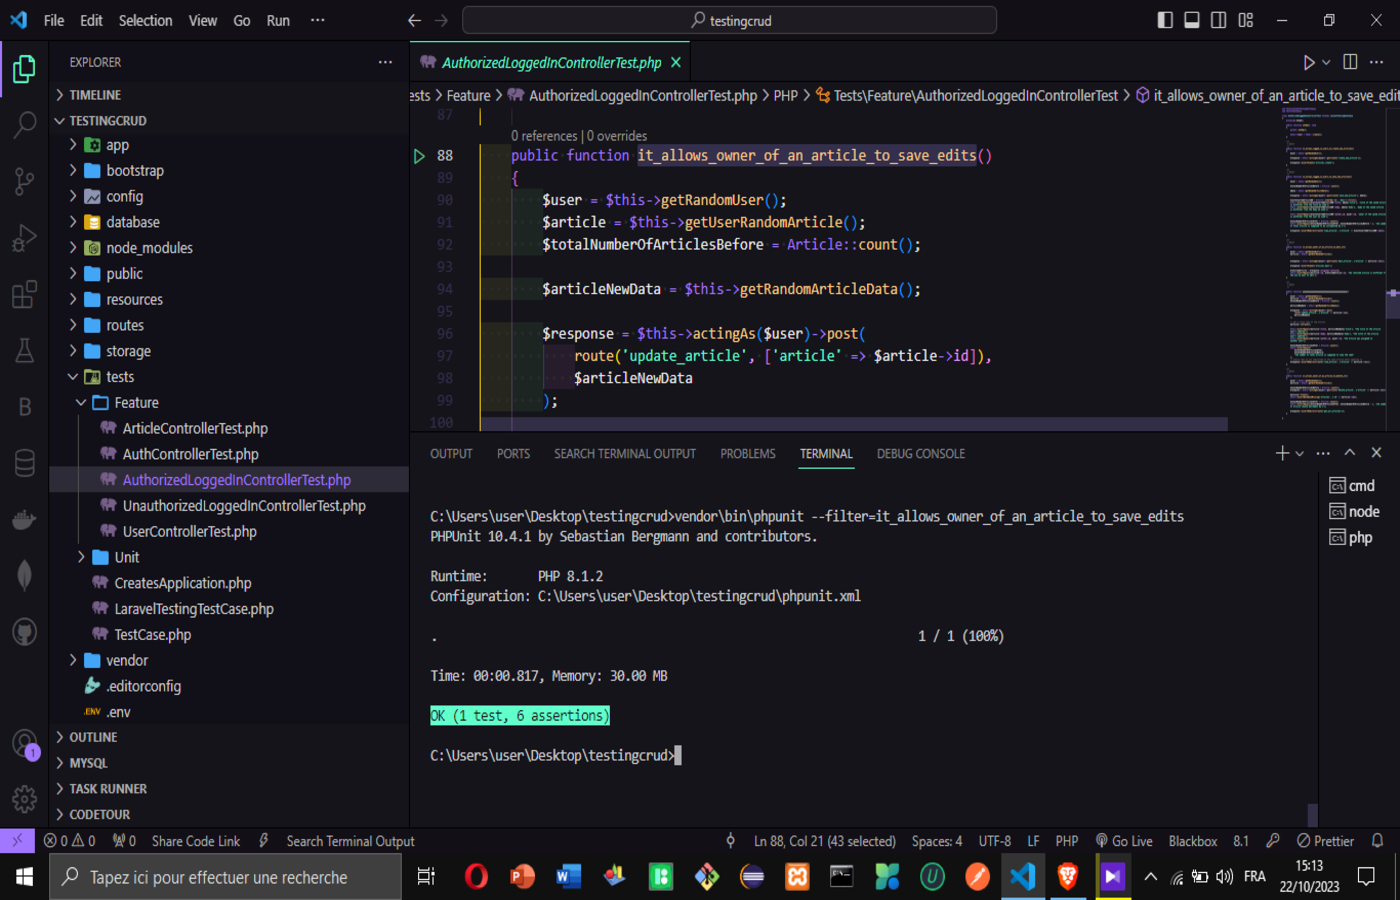 File Edit Selection View Go Run ···
testingcrud
EXPLORER
TIMELINE
TESTINGCRUD
app
bootstrap
config
database
node_modules
public
resources
routes
storage
tests
Feature
ArticleControllerTest.php
AuthControllerTest.php
AuthorizedLoggedInControllerTest.php
UnauthorizedLoggedInControllerTest.php
UserControllerTest.php
Unit
CreatesApplication.php
LaravelTestingTestCase.php
TestCase.php
vendor
.editorconfig
.ENV .env
OUTLINE
MYSQL
TASK RUNNER
CODETOUR
B
1
AuthorizedLoggedInControllerTest.php
ests > Feature > AuthorizedLoggedInControllerTest.php > PHP > Tests\Feature\AuthorizedLoggedInControllerTest > it_allows_owner_of_an_article_to_save_edit
87
0 references | 0 overrides
88 public function it_allows_owner_of_an_article_to_save_edits()
89 {
90 $user = $this->getRandomUser();
91 $article = $this->getUserRandomArticle();
92 $totalNumberOfArticlesBefore = Article::count();
93
94 $articleNewData = $this->getRandomArticleData();
95
96 $response = $this->actingAs($user)->post(
97 route('update_article', ['article' => $article->id]),
98 $articleNewData
99 );
100
OUTPUT PORTS SEARCH TERMINAL OUTPUT PROBLEMS TERMINAL DEBUG CONSOLE
C:\Users\user\Desktop\testingcrud>vendor\bin\phpunit --filter=it_allows_owner_of_an_article_to_save_edits
PHPUnit 10.4.1 by Sebastian Bergmann and contributors.
Runtime: PHP 8.1.2
Configuration: C:\Users\user\Desktop\testingcrud\phpunit.xml
. 1 / 1 (100%)
Time: 00:00.817, Memory: 30.00 MB
OK (1 test, 6 assertions)
C:\Users\user\Desktop\testingcrud>
cmd
node
php
0 0 0 Share Code Link Search Terminal Output Ln 88, Col 21 (43 selected) Spaces: 4 UTF-8 LF PHP Go Live Blackbox 8.1 Prettier
Tapez ici pour effectuer une recherche
FRA
15:13
22/10/2023